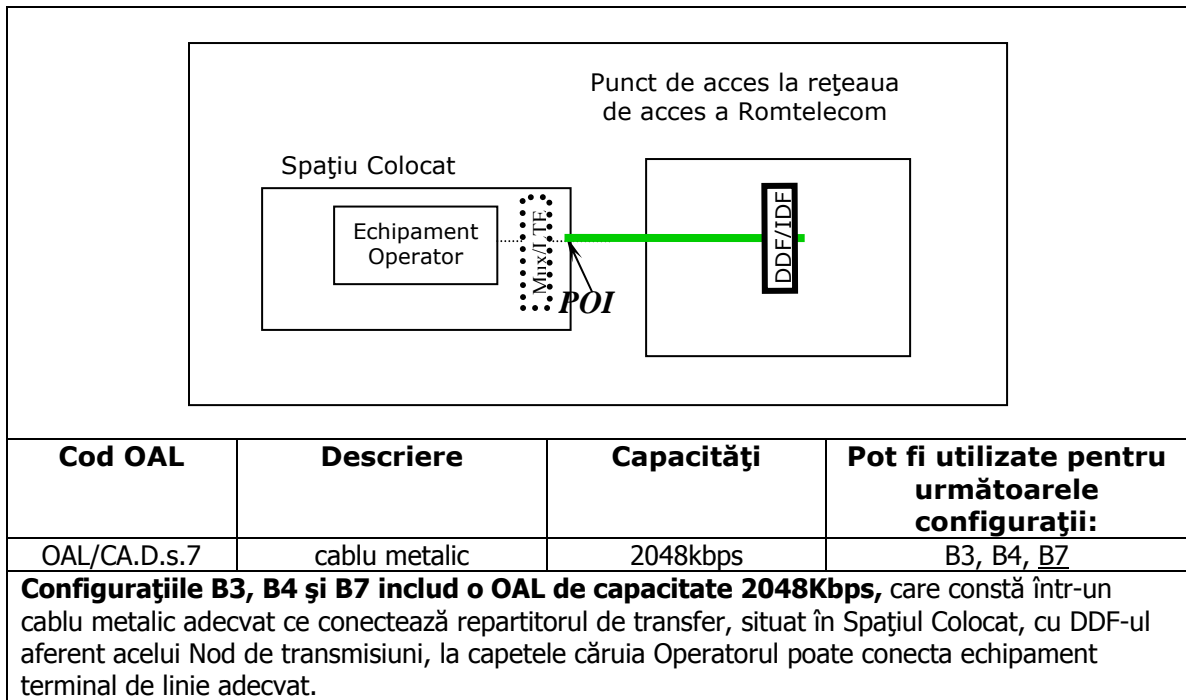 Punct de acces la reţeaua
de acces a Romtelecom
Spaţiu Colocat
Echipament
Operator
Mux/LTE
POI
DDF/IDF
Cod OAL
Descriere
Capacităţi
Pot fi utilizate pentru
următoarele
configuraţii:
OAL/CA.D.s.7
cablu metalic
2048kbps
B3, B4, B7
Configuraţiile B3, B4 şi B7 includ o OAL de capacitate 2048Kbps, care constă într-un
cablu metalic adecvat ce conectează repartitorul de transfer, situat în Spaţiul Colocat, cu DDF-ul
aferent acelui Nod de transmisiuni, la capetele căruia Operatorul poate conecta echipament
terminal de linie adecvat.